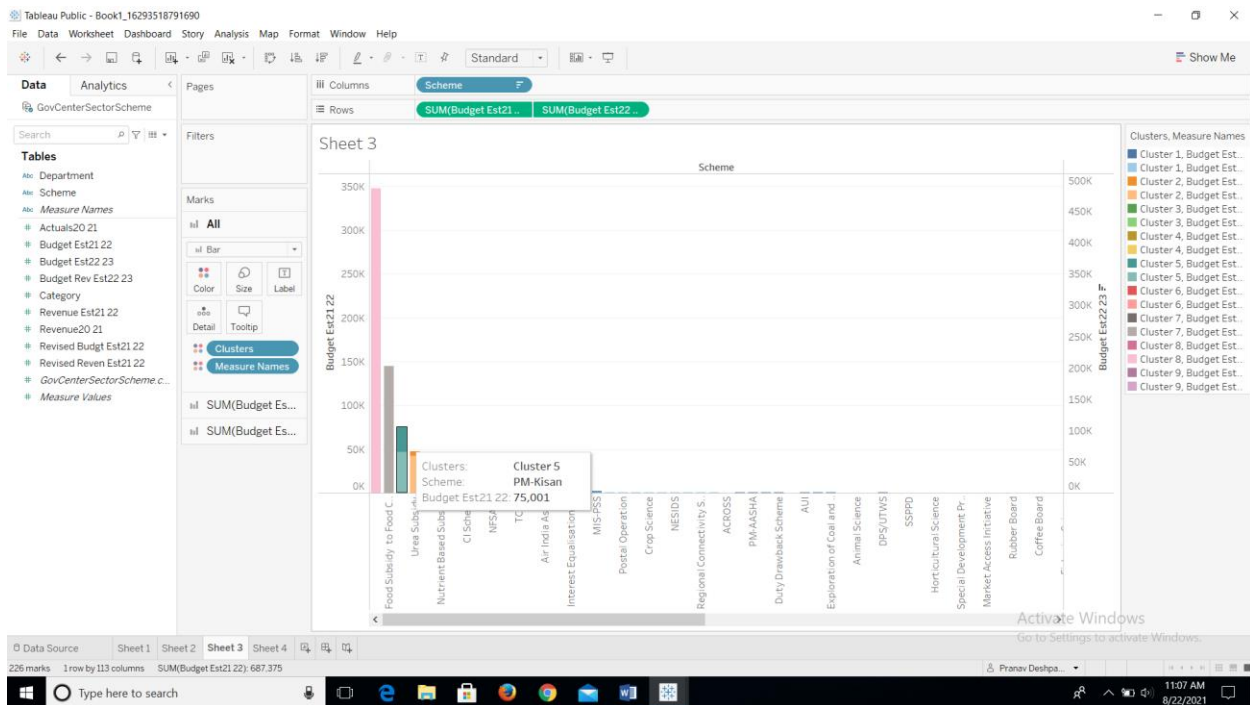 Tableau Public - Book1_16293518791690
File Data Worksheet Dashboard Story Analysis Map Format Window Help
Standard
Show Me
Data Analytics
GovCenterSectorScheme
Search
Tables
Abc Department
Abc Scheme
Abc Measure Names
# Actuals20 21
# Budget Est21 22
# Budget Est22 23
# Budget Rev Est22 23
# Category
# Revenue Est21 22
# Revenue20 21
# Revised Budgt Est21 22
# Revised Reven Est21 22
# GovCenterSectorScheme.c...
# Measure Values
Pages
Filters
Marks
All
Bar
Color Size Label
Detail Tooltip
Clusters
Measure Names
SUM(Budget Es...
SUM(Budget Es...
Columns Scheme
Rows SUM(Budget Est21 .. SUM(Budget Est22 ..
Sheet 3
Scheme
Budget Est21 22
350K
300K
250K
200K
150K
100K
50K
0K
500K
450K
400K
350K
300K
250K
200K
150K
100K
50K
0K
Budget Est22 23
Clusters: Cluster 5
Scheme: PM-Kisan
Budget Est21 22: 75,001
Food Subsidy to Food C..
Urea Subsidy
Nutrient Based Subs
CI Sche
NFSA
TC
Air India As
Interest Equalisation
MIS-PSS
Postal Operation
Crop Science
NESIDS
Regional Connectivity S..
ACROSS
PM-AASHA
Duty Drawback Scheme
AUI
Exploration of Coal and ..
Animal Science
DPS/UTWS
SSPPD
Horticultural Science
Special Development Pr..
Market Access Initiative
Rubber Board
Coffee Board
Clusters, Measure Names
Cluster 1, Budget Est...
Cluster 1, Budget Est...
Cluster 2, Budget Est...
Cluster 2, Budget Est...
Cluster 3, Budget Est...
Cluster 3, Budget Est...
Cluster 4, Budget Est...
Cluster 4, Budget Est...
Cluster 5, Budget Est...
Cluster 5, Budget Est...
Cluster 6, Budget Est...
Cluster 6, Budget Est...
Cluster 7, Budget Est...
Cluster 7, Budget Est...
Cluster 8, Budget Est...
Cluster 8, Budget Est...
Cluster 9, Budget Est...
Cluster 9, Budget Est...
Activate Windows
Go to Settings to activate Windows.
Data Source Sheet 1 Sheet 2 Sheet 3 Sheet 4
226 marks 1 row by 113 columns SUM(Budget Est21 22): 687.375
Pranav Deshpa...
Type here to search
11:07 AM
8/22/2021